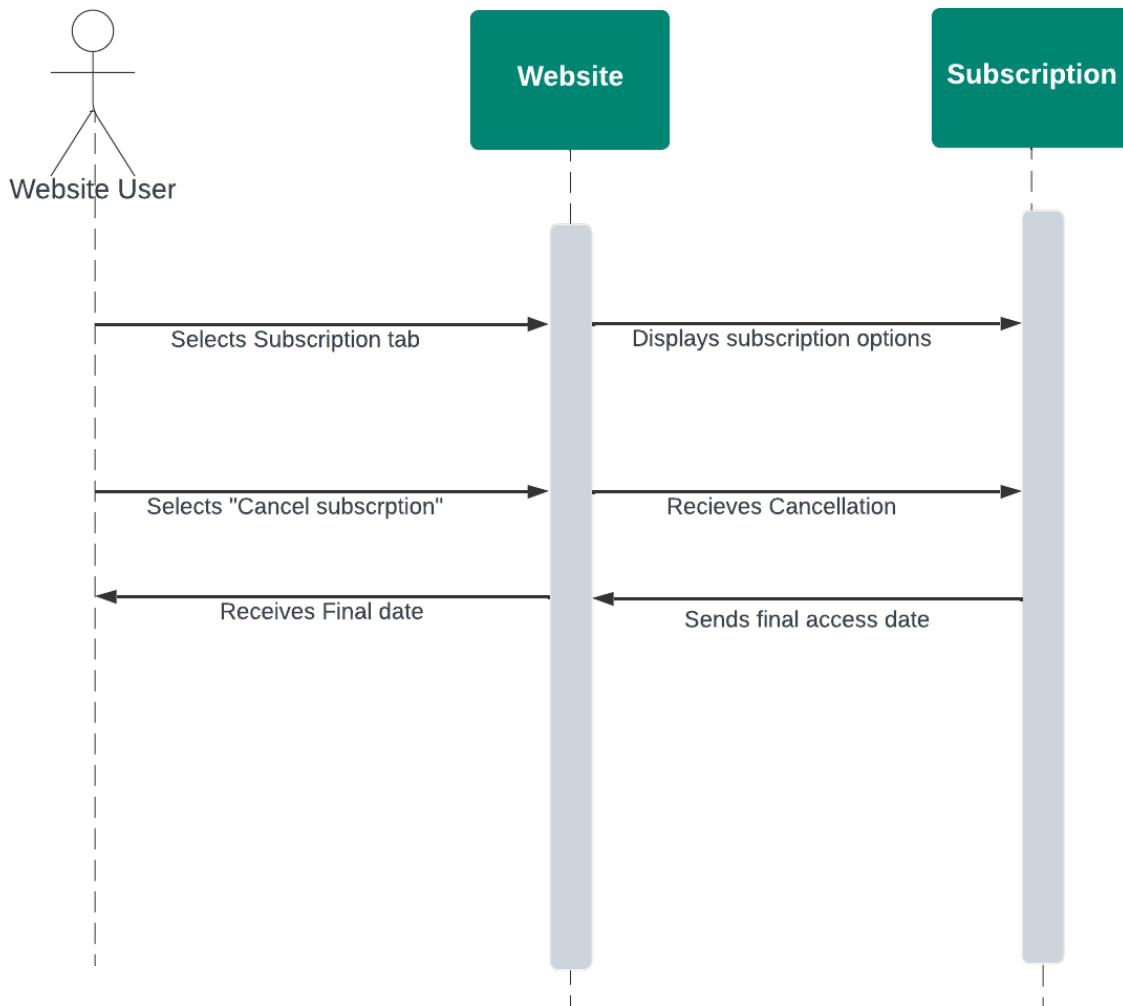 Website
Subscription
Website User
Selects Subscription tab
Displays subscription options
Selects "Cancel subscrption"
Recieves Cancellation
Receives Final date
Sends final access date